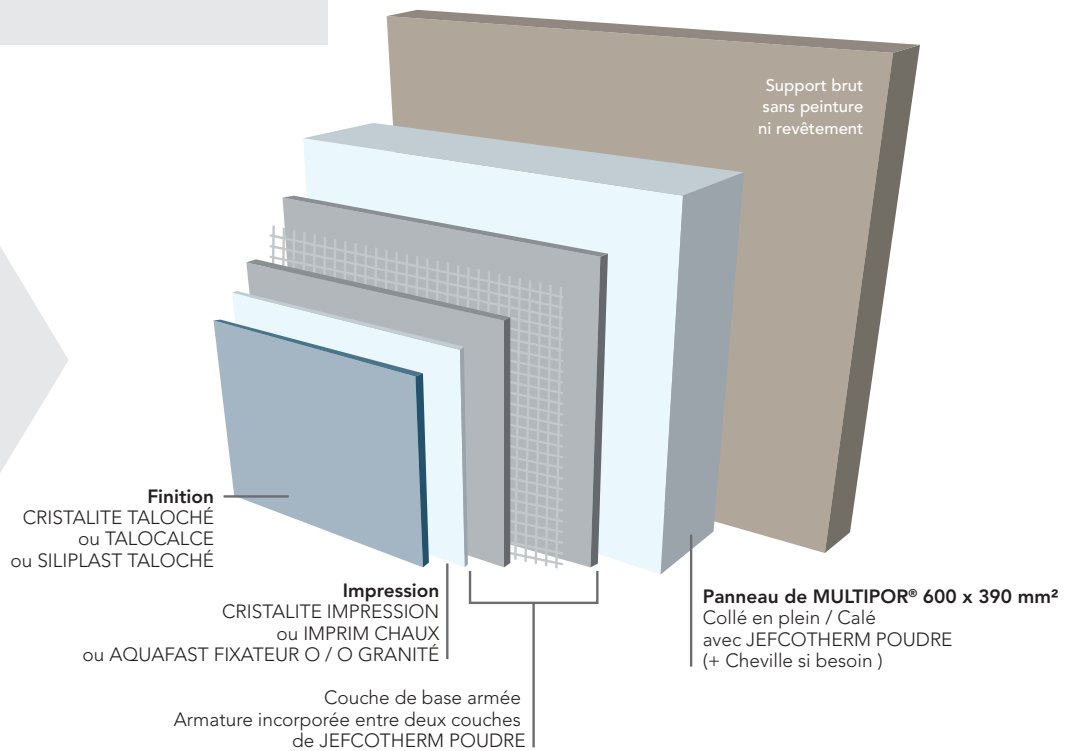 Support brut
sans peinture
ni revêtement
Finition
CRISTALITE TALOCHÉ
ou TALOCALCE
ou SILIPLAST TALOCHÉ
Impression
CRISTALITE IMPRESSION
ou IMPRIM CHAUX
ou AQUAFAST FIXATEUR O / O GRANITÉ
Couche de base armée
Armature incorporée entre deux couches
de JEFCOTHERM POUDRE
Panneau de MULTIPOR® 600 x 390 mm²
Collé en plein / Calé
avec JEFCOTHERM POUDRE
(+ Cheville si besoin )